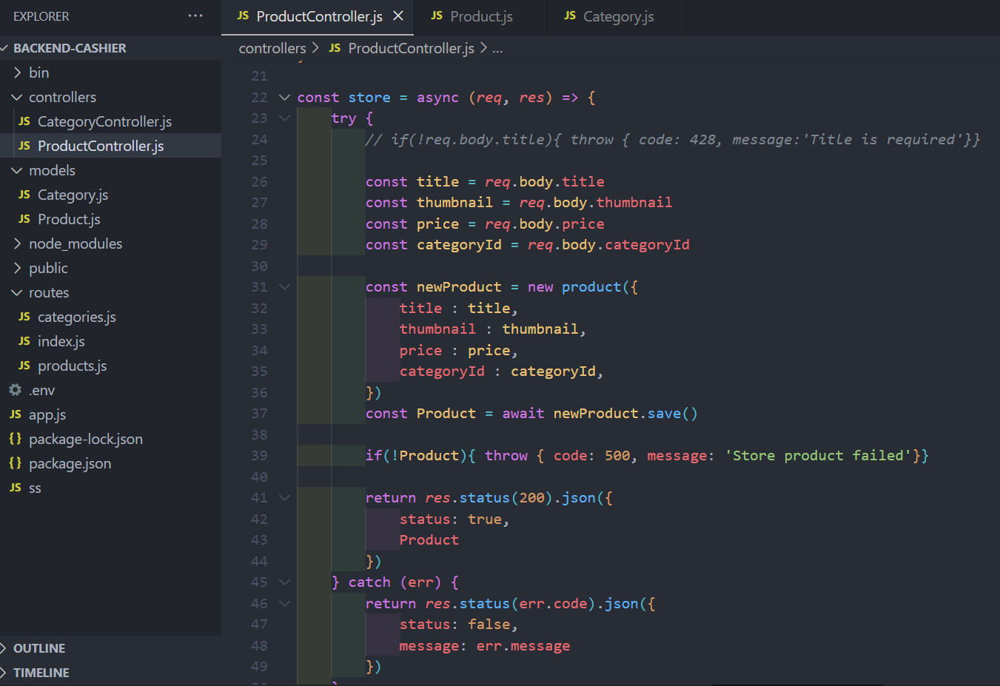 EXPLORER ...
JS ProductController.js × JS Product.js JS Category.js
BACKEND-CASHIER
controllers > JS ProductController.js > ...
bin
controllers
JS CategoryController.js
JS ProductController.js
models
JS Category.js
JS Product.js
node_modules
public
routes
JS categories.js
JS index.js
JS products.js
.env
JS app.js
{} package-lock.json
{} package.json
JS ss
OUTLINE
TIMELINE
21
22 const store = async (req, res) => {
23 try {
24 // if(!req.body.title){ throw { code: 428, message:'Title is required'}}
25
26 const title = req.body.title
27 const thumbnail = req.body.thumbnail
28 const price = req.body.price
29 const categoryId = req.body.categoryId
30
31 const newProduct = new product({
32 title : title,
33 thumbnail : thumbnail,
34 price : price,
35 categoryId : categoryId,
36 })
37 const Product = await newProduct.save()
38
39 if(!Product){ throw { code: 500, message: 'Store product failed'}}
40
41 return res.status(200).json({
42 status: true,
43 Product
44 })
45 } catch (err) {
46 return res.status(err.code).json({
47 status: false,
48 message: err.message
49 })